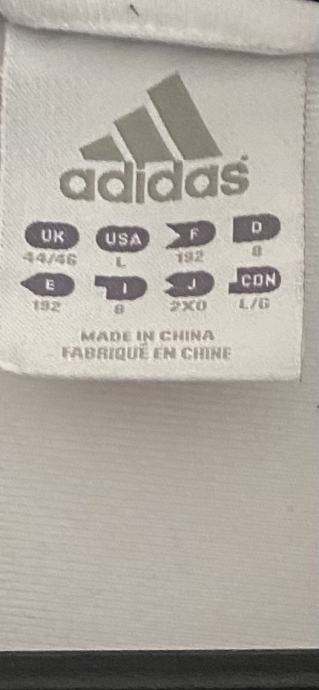 adidas
UK USA F D
44/46 L 192 8
E I J CDN
192 8 2XO L/G
MADE IN CHINA
FABRIQUÉ EN CHINE